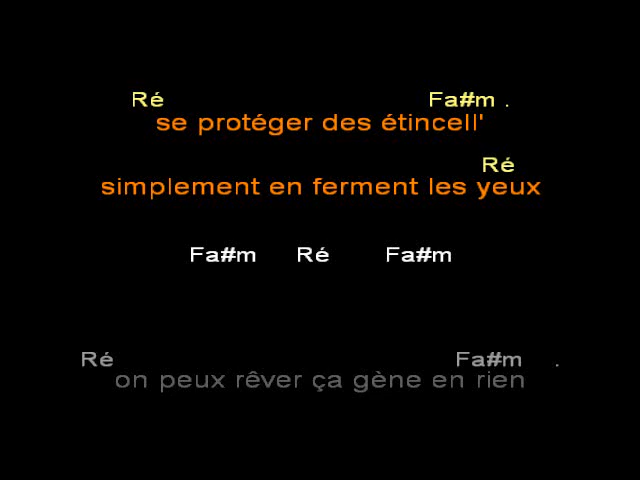 Ré Fa#m .
se protéger des étincell'
Ré
simplement en ferment les yeux
Fa#m Ré Fa#m
Ré Fa#m .
on peux rêver ça gène en rien